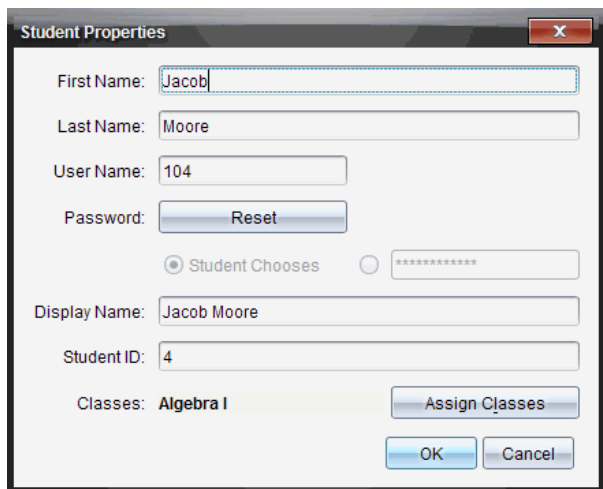 Student Properties
First Name: Jacob
Last Name: Moore
User Name: 104
Password: Reset
Student Chooses ************
Display Name: Jacob Moore
Student ID: 4
Classes: Algebra I Assign Classes
OK Cancel